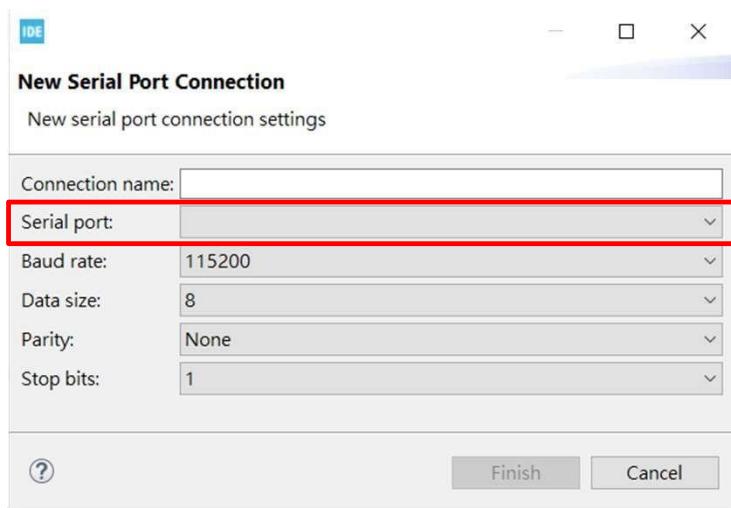 IDE
New Serial Port Connection
New serial port connection settings
Connection name:
Serial port:
Baud rate: 115200
Data size: 8
Parity: None
Stop bits: 1
?
Finish Cancel